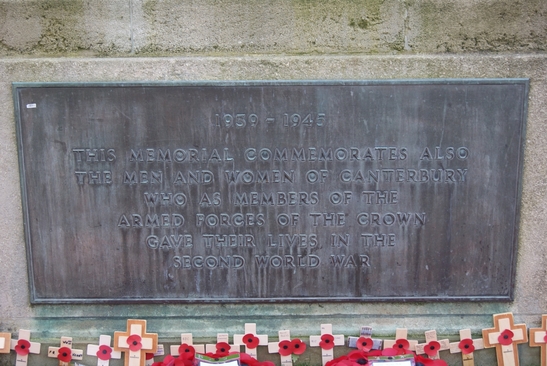 1939 - 1945
THIS MEMORIAL COMMEMORATES ALSO
THE MEN AND WOMEN OF CANTERBURY
WHO AS MEMBERS OF THE
ARMED FORCES OF THE CROWN
GAVE THEIR LIVES IN THE
SECOND WORLD WAR